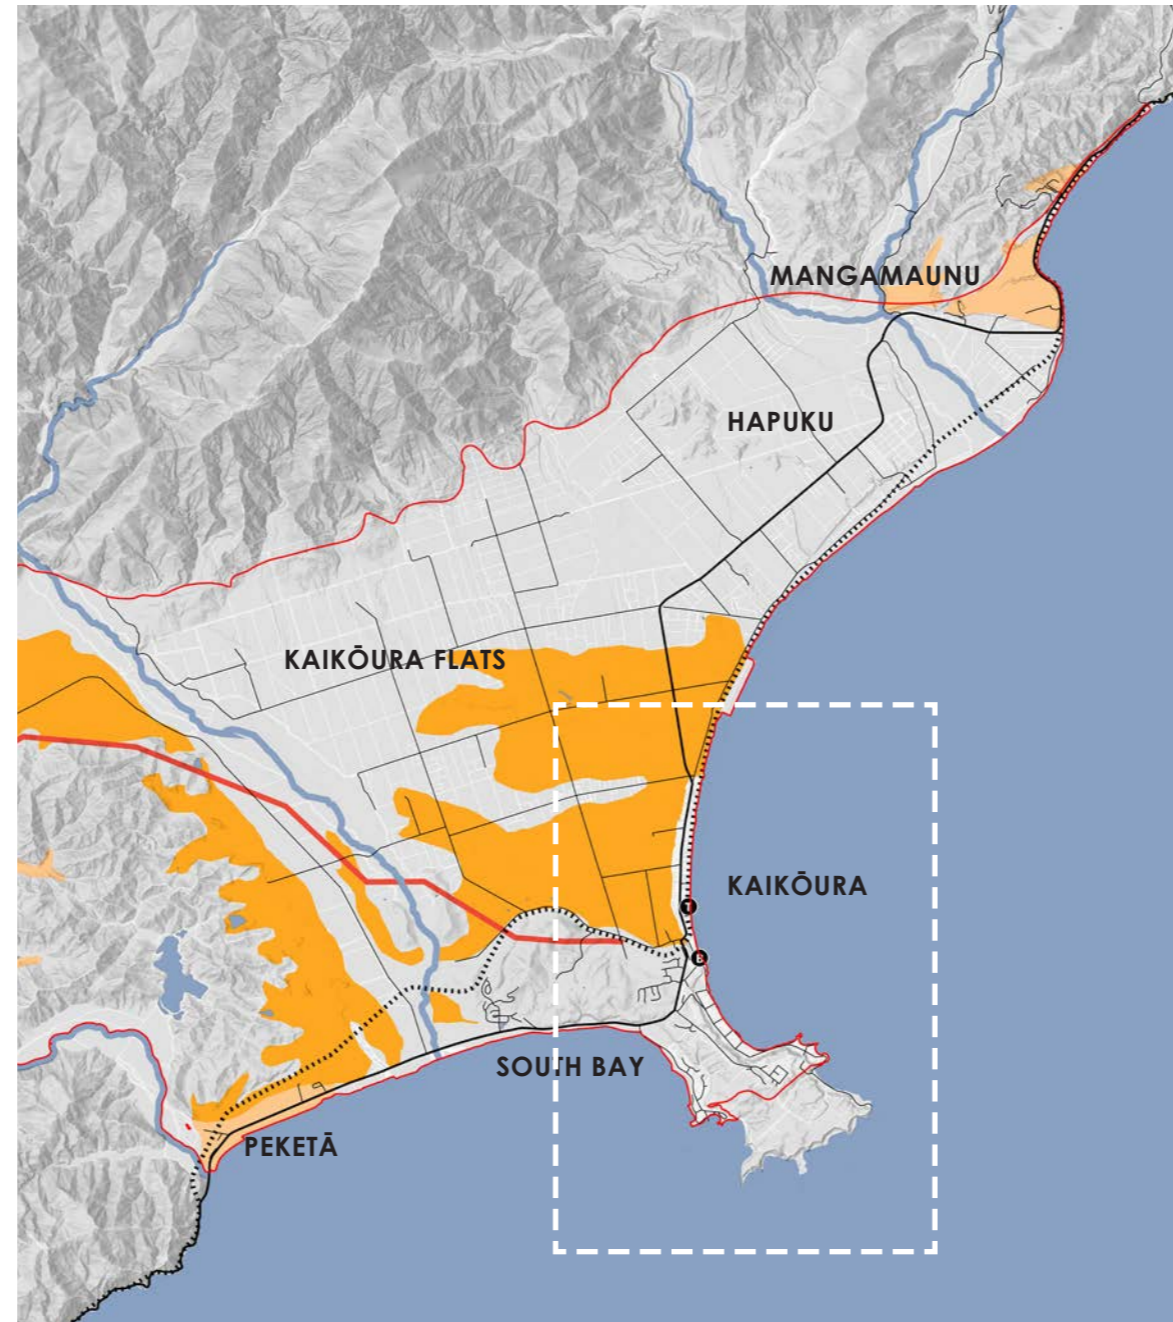 MANGAMAUNU
HAPUKU
KAIKŌURA FLATS
KAIKŌURA
T
B
SOUTH BAY
PEKETĀ